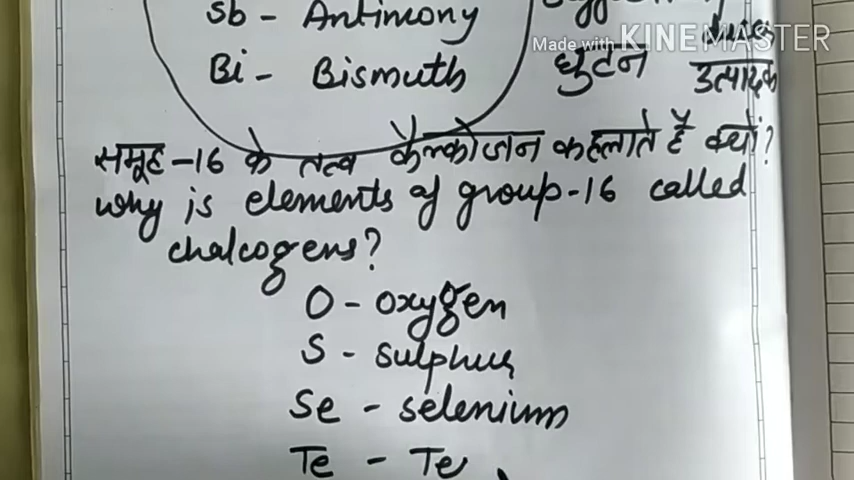 Sb - Antimony
Made with KINEMASTER
Bi - Bismuth घुटन उत्पादक
समूह -16 के तत्व कैल्कोजन कहलाते हैं क्यों?
why is elements of group-16 called
chalcogens?
O - oxygen
S - sulphur
Se - selenium
Te - Te